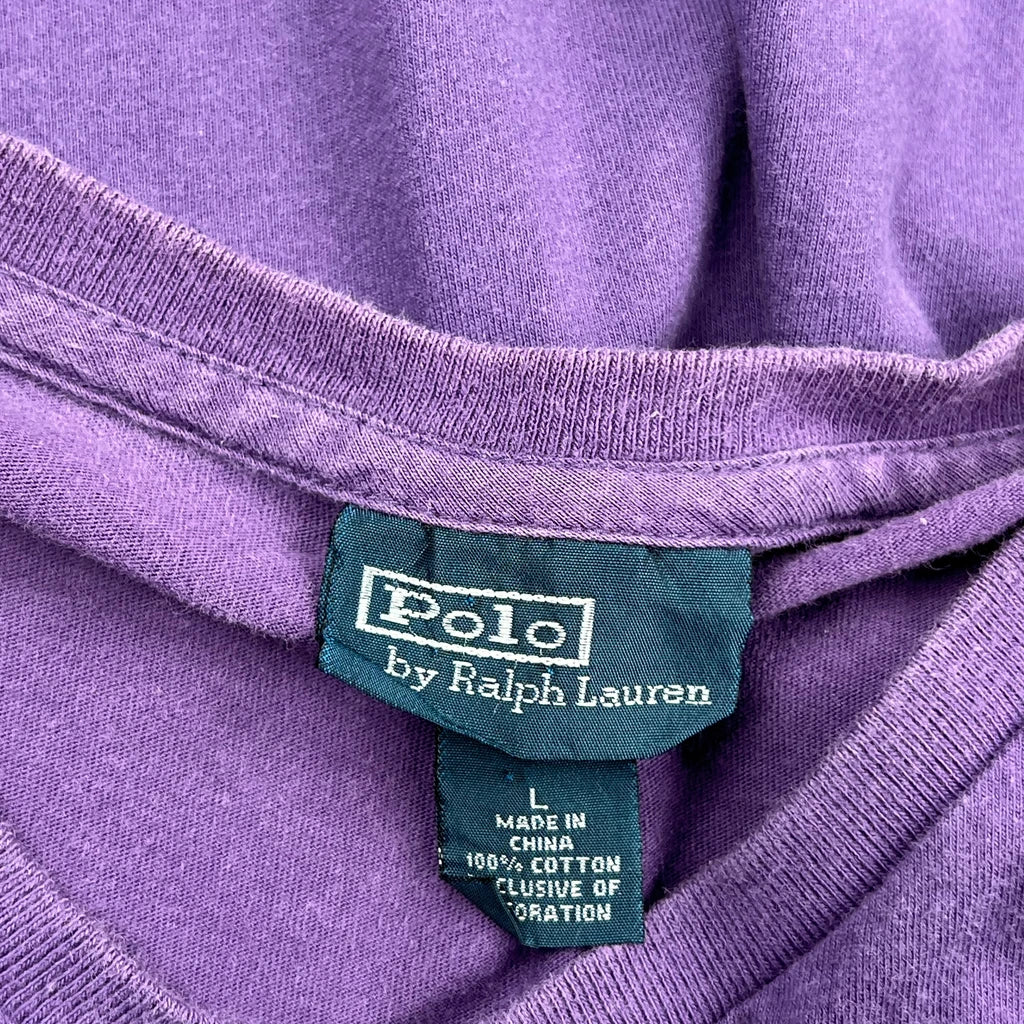 Polo
by Ralph Lauren
L
MADE IN
CHINA
100% COTTON
CLUSIVE OF
ORATION